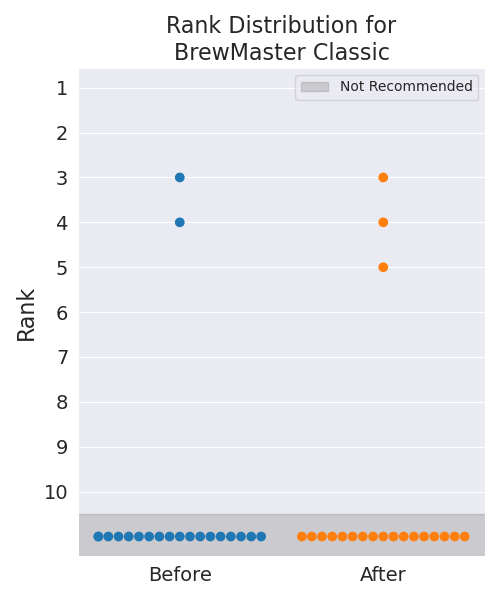 Rank Distribution for
BrewMaster Classic
Not Recommended
Rank
1
2
3
4
5
6
7
8
9
10
Before
After